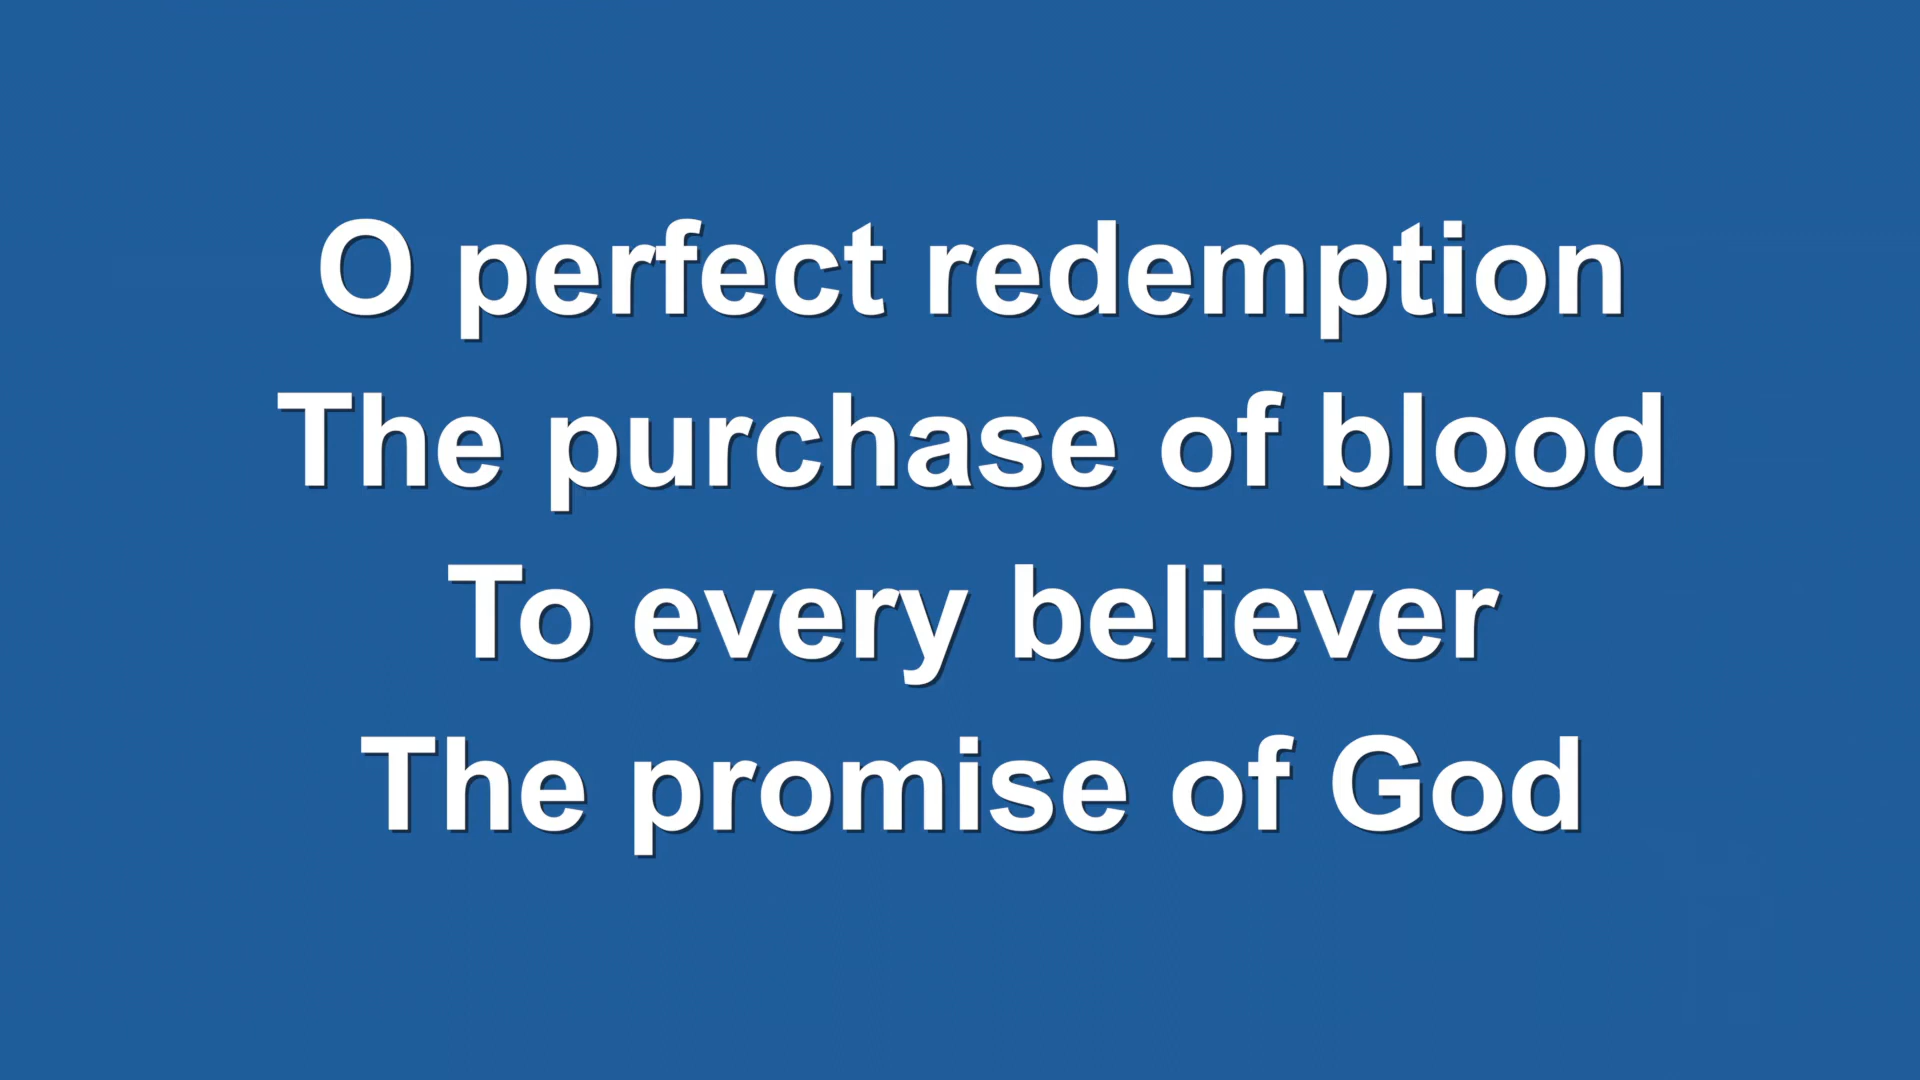 O perfect redemption
The purchase of blood
To every believer
The promise of God